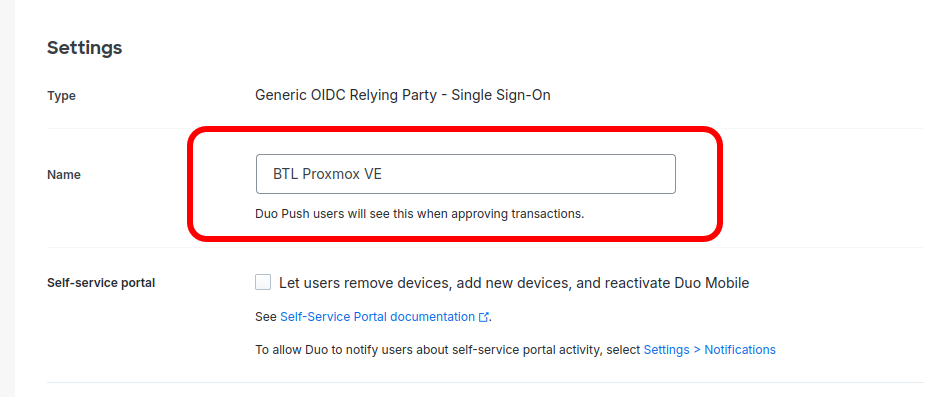 Settings
Type
Generic OIDC Relying Party - Single Sign-On
Name
BTL Proxmox VE
Duo Push users will see this when approving transactions.
Self-service portal
Let users remove devices, add new devices, and reactivate Duo Mobile
See Self-Service Portal documentation.
To allow Duo to notify users about self-service portal activity, select Settings > Notifications